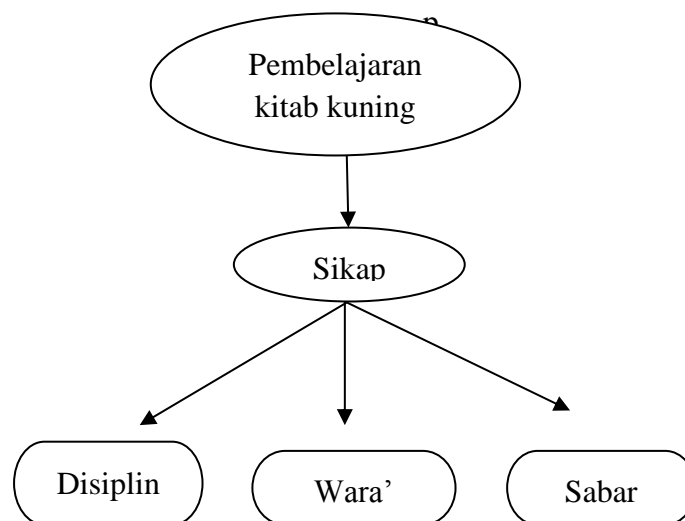 Pembelajaran
kitab kuning
Sikap
Disiplin
Wara’
Sabar